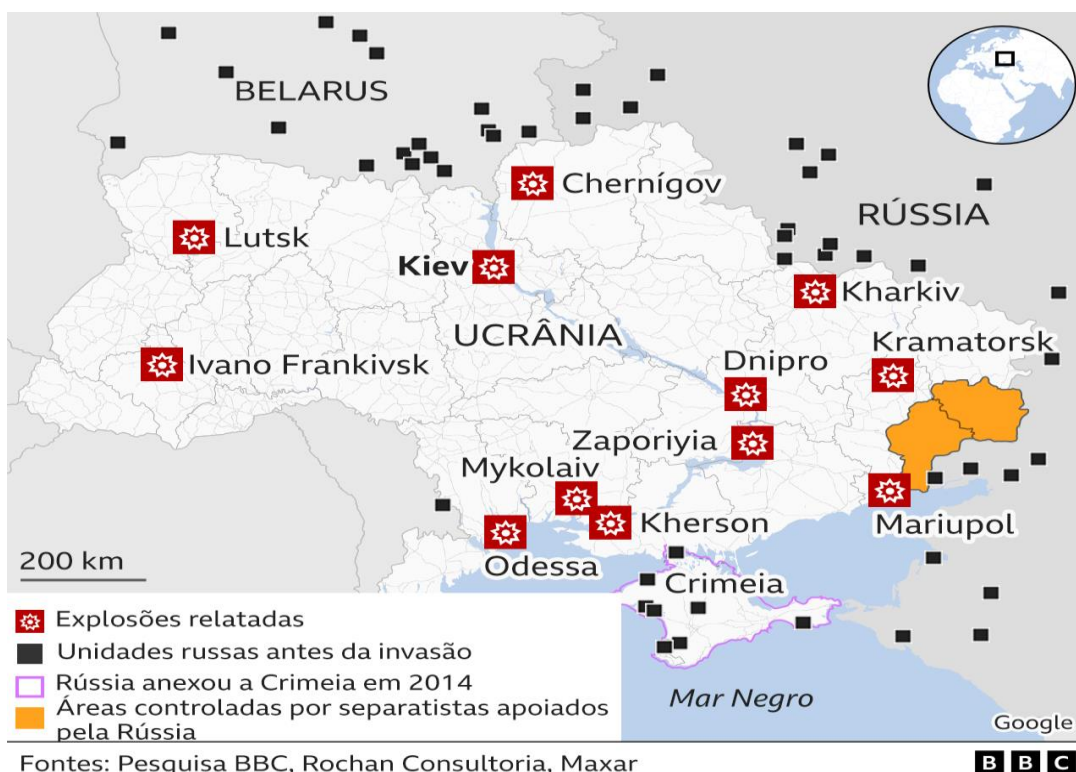 BELARUS
Chernígov
RÚSSIA
Lutsk
Kiev
Kharkiv
UCRÂNIA
Kramatorsk
Ivano Frankivsk
Dnipro
Zaporiyia
Mykolaiv
Kherson
Mariupol
Odessa
200 km
Crimeia
Explosões relatadas
Unidades russas antes da invasão
Rússia anexou a Crimeia em 2014
Mar Negro
Áreas controladas por separatistas apoiados
pela Rússia
Google
Fontes: Pesquisa BBC, Rochan Consultoria, Maxar
BBC